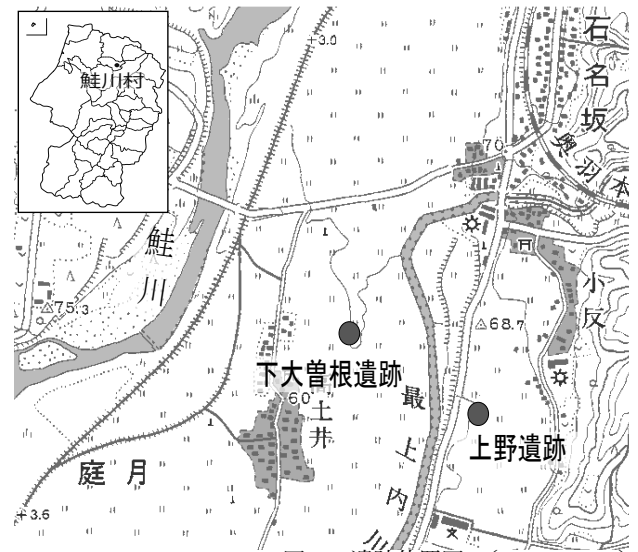 鮭川村
+3.0
石名坂
70
奥羽本
鮭川
75.3
小反
68.7
下大曽根遺跡
60
土井
最上内川
上野遺跡
庭月
+3.6